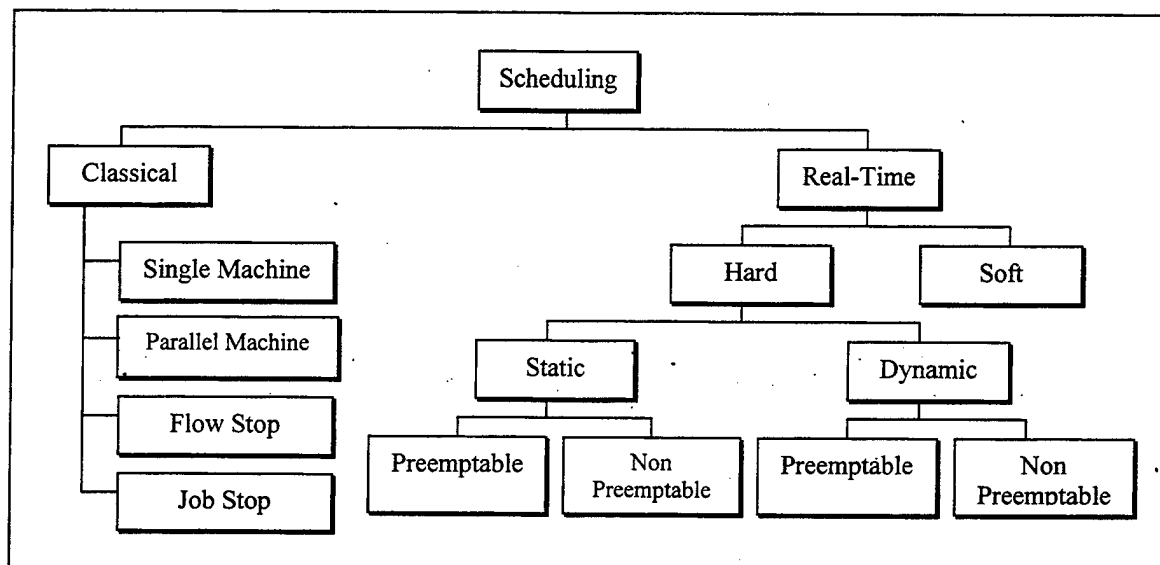 Scheduling
Classical
Real-Time
Single Machine
Hard
Soft
Parallel Machine
Static
Dynamic
Flow Stop
Preemptable
Non
Preemptable
Preemptable
Non
Preemptable
Job Stop